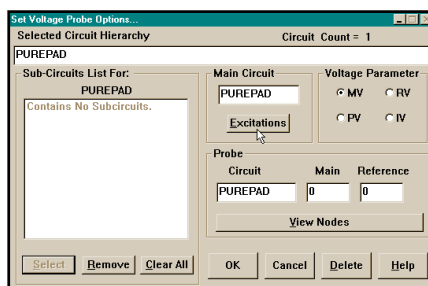 Set Voltage Probe Options...
Selected Circuit Hierarchy Circuit Count = 1
PUREPAD
Sub-Circuits List For:
PUREPAD
Contains No Subcircuits.
Select Remove Clear All
Main Circuit
PUREPAD
Excitations
Voltage Parameter
MV RV
PV IV
Probe
Circuit Main Reference
PUREPAD 0 0
View Nodes
OK Cancel Delete Help